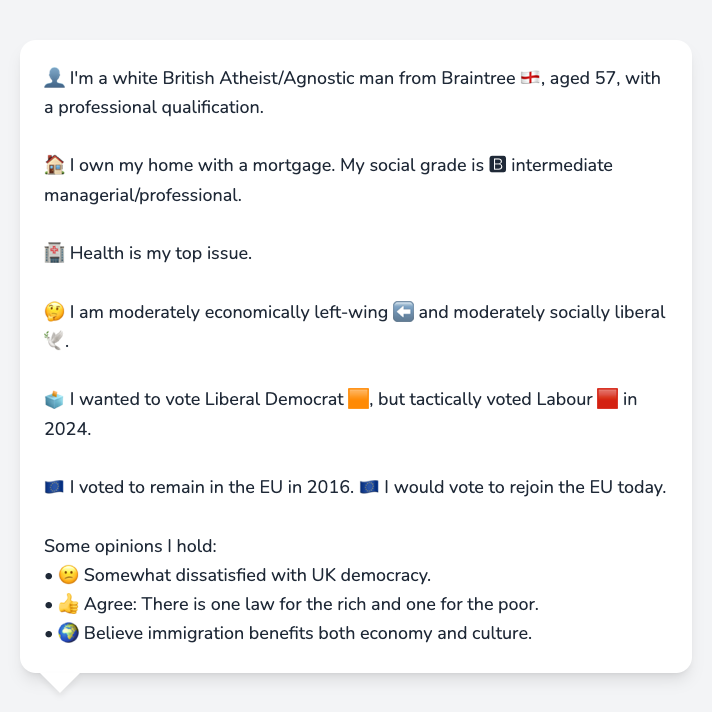 👤 I'm a white British Atheist/Agnostic man from Braintree 🏴󠁧󠁢󠁥󠁮󠁧󠁿, aged 57, with
a professional qualification.
🏠 I own my home with a mortgage. My social grade is 🅱 intermediate
managerial/professional.
🏥 Health is my top issue.
🤔 I am moderately economically left-wing ⬅️ and moderately socially liberal
🕊️.
🗳️ I wanted to vote Liberal Democrat 🟧, but tactically voted Labour 🟥 in
2024.
🇪🇺 I voted to remain in the EU in 2016. 🇪🇺 I would vote to rejoin the EU today.
Some opinions I hold:
• 😕 Somewhat dissatisfied with UK democracy.
• 👍 Agree: There is one law for the rich and one for the poor.
• 🌍 Believe immigration benefits both economy and culture.